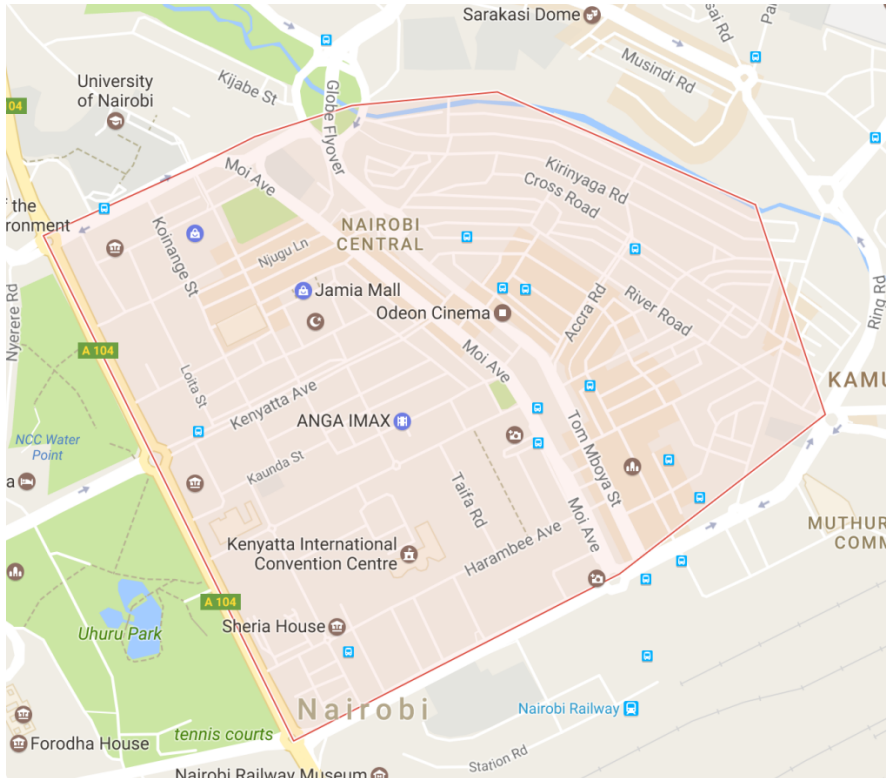 Sarakasi Dome
Musindi Rd
University
of Nairobi
Kijabe St
04
Globe Flyover
Moi Ave
Kirinyaga Rd
Cross Road
the
ronment
Koinange St
NAIROBI
CENTRAL
Njugu Ln
Jamia Mall
Odeon Cinema
Accra Rd
River Road
Ring Rd
Nyerere Rd
A 104
Moi Ave
Loita St
Kenyatta Ave
KAMU
ANGA IMAX
Tom Mboya St
NCC Water
Point
Kaunda St
Taifa Rd
a
Moi Ave
MUTHUR
COMM
Kenyatta International
Convention Centre
Harambee Ave
A 104
Uhuru Park
Sheria House
Nairobi
Nairobi Railway
tennis courts
Forodha House
Station Rd
Nairobi Railway Museum